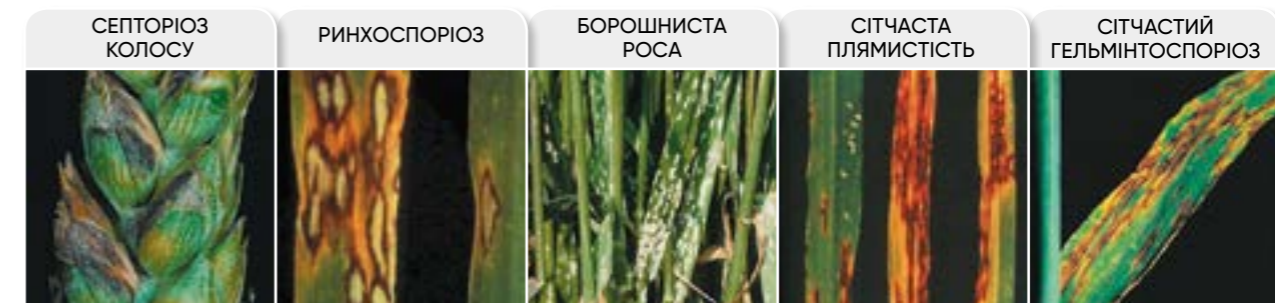 СЕПТОРІОЗ
КОЛОСУ
РИНХОСПОРІОЗ
БОРОШНИСТА
РОСА
СІТЧАСТА
ПЛЯМИСТІСТЬ
СІТЧАСТИЙ
ГЕЛЬМІНТОСПОРІОЗ